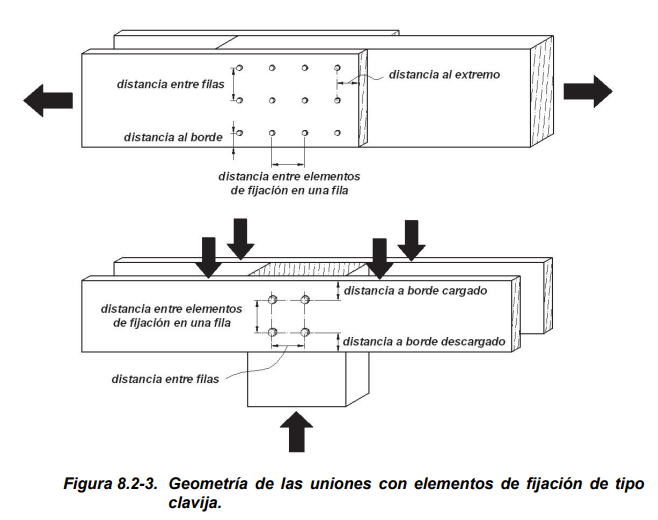 distancia entre filas
distancia al extremo
distancia al borde
distancia entre elementos
de fijación en una fila
distancia a borde cargado
distancia entre elementos
de fijación en una fila
distancia a borde descargado
distancia entre filas
Figura 8.2-3. Geometría de las uniones con elementos de fijación de tipo
clavija.